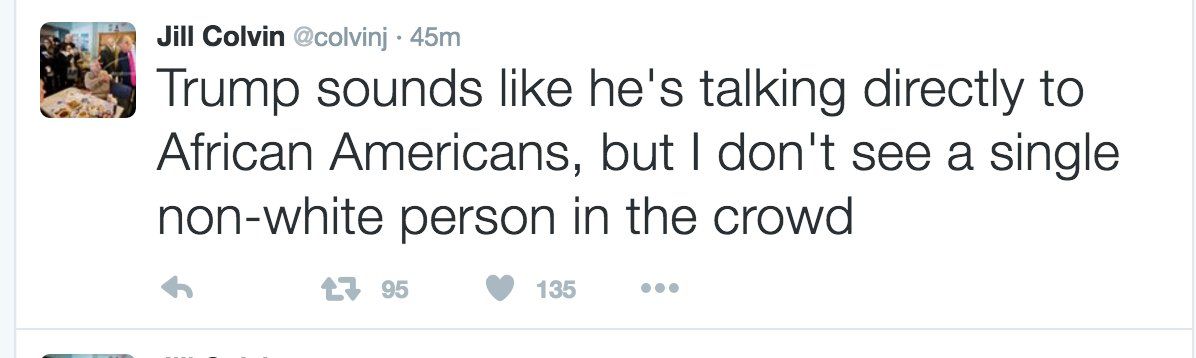 Jill Colvin @colvinj · 45m
Trump sounds like he's talking directly to
African Americans, but I don't see a single
non-white person in the crowd
95 135